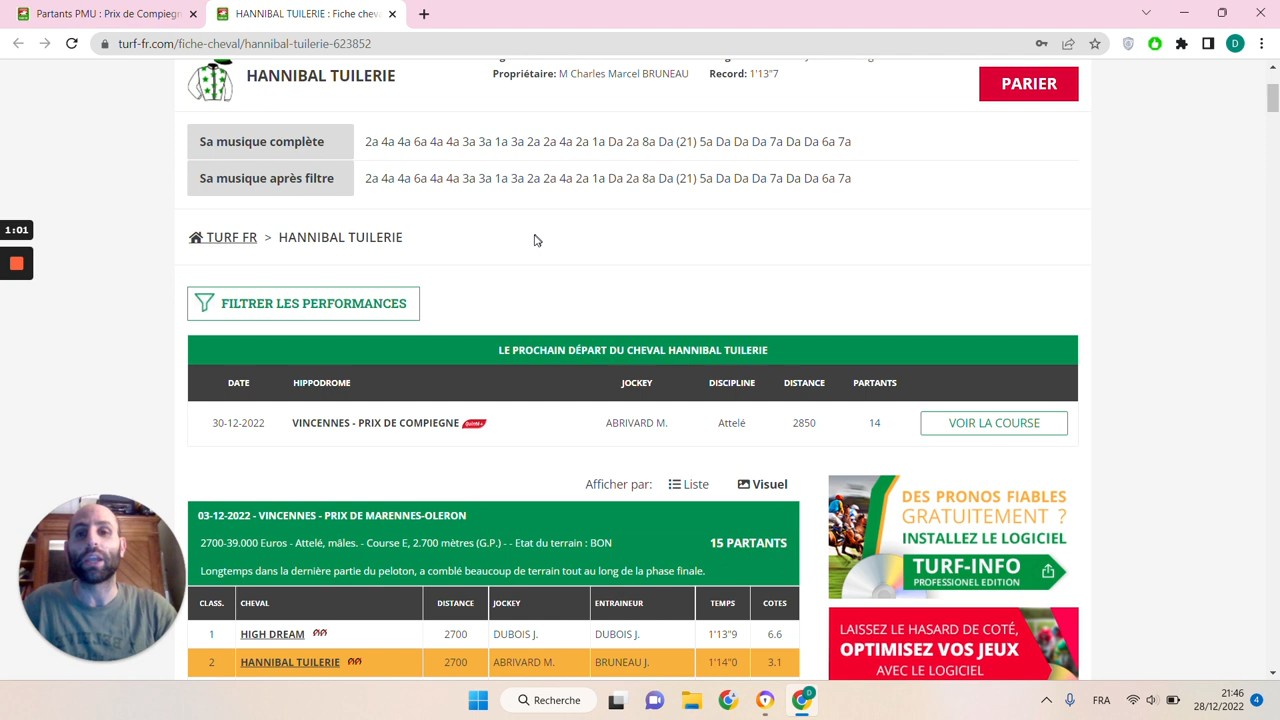 Partants PMU : Prix de Compiegn
HANNIBAL TUILERIE : Fiche chev
turf-fr.com/fiche-cheval/hannibal-tuilerie-623852
D
HANNIBAL TUILERIE
Propriétaire: M Charles Marcel BRUNEAU
Record: 1'13"7
PARIER
Sa musique complète
2a 4a 4a 6a 4a 4a 3a 3a 1a 3a 2a 2a 4a 2a 1a Da 2a 8a Da (21) 5a Da Da Da 7a Da Da 6a 7a
Sa musique après filtre
2a 4a 4a 6a 4a 4a 3a 3a 1a 3a 2a 2a 4a 2a 1a Da 2a 8a Da (21) 5a Da Da Da 7a Da Da 6a 7a
1:01
TURF FR > HANNIBAL TUILERIE
FILTRER LES PERFORMANCES
LE PROCHAIN DÉPART DU CHEVAL HANNIBAL TUILERIE
DATE HIPPODROME JOCKEY DISCIPLINE DISTANCE PARTANTS
30-12-2022 VINCENNES - PRIX DE COMPIEGNE ABRIVARD M. Attelé 2850 14 VOIR LA COURSE
Afficher par: Liste Visuel
03-12-2022 - VINCENNES - PRIX DE MARENNES-OLERON
2700-39.000 Euros - Attelé, mâles. - Course E, 2.700 mètres (G.P.) - - Etat du terrain : BON
15 PARTANTS
Longtemps dans la dernière partie du peloton, a comblé beaucoup de terrain tout au long de la phase finale.
CLASS. CHEVAL DISTANCE JOCKEY ENTRAINEUR TEMPS COTES
1 HIGH DREAM 2700 DUBOIS J. DUBOIS J. 1'13"9 6.6
2 HANNIBAL TUILERIE 2700 ABRIVARD M. BRUNEAU J. 1'14"0 3.1
DES PRONOS FIABLES
GRATUITEMENT ?
INSTALLEZ LE LOGICIEL
TURF-INFO
PROFESSIONEL EDITION
LAISSEZ LE HASARD DE COTÉ,
OPTIMISEZ VOS JEUX
AVEC LE LOGICIEL
Recherche
D
FRA
21:46
28/12/2022
4